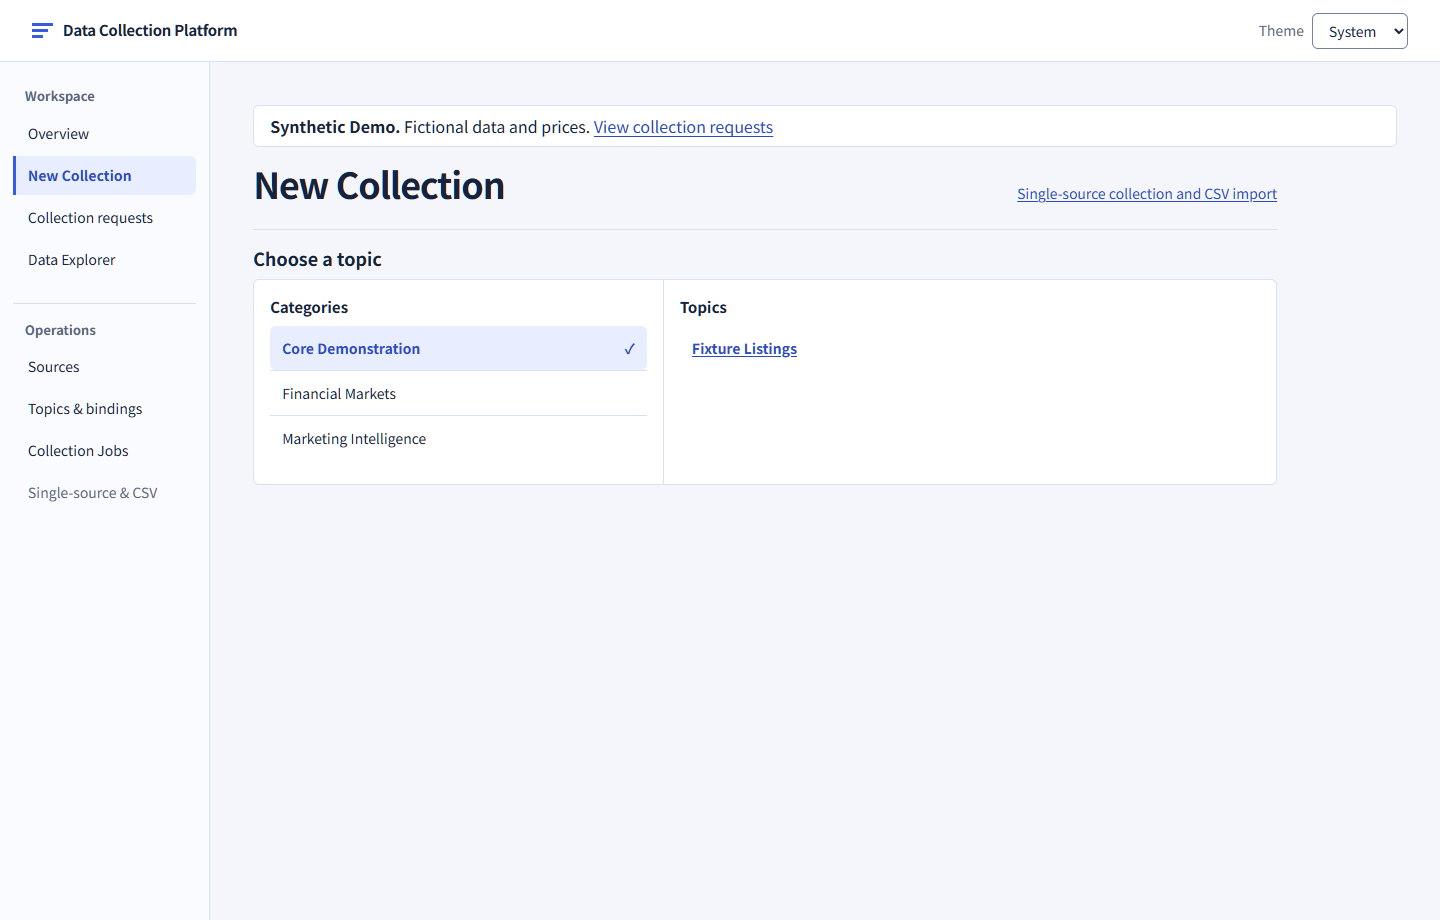 Data Collection Platform
Theme
System
Workspace
Overview
New Collection
Collection requests
Data Explorer
Operations
Sources
Topics & bindings
Collection Jobs
Single-source & CSV
Synthetic Demo. Fictional data and prices. View collection requests
New Collection
Single-source collection and CSV import
Choose a topic
Categories
Core Demonstration ✓
Financial Markets
Marketing Intelligence
Topics
Fixture Listings